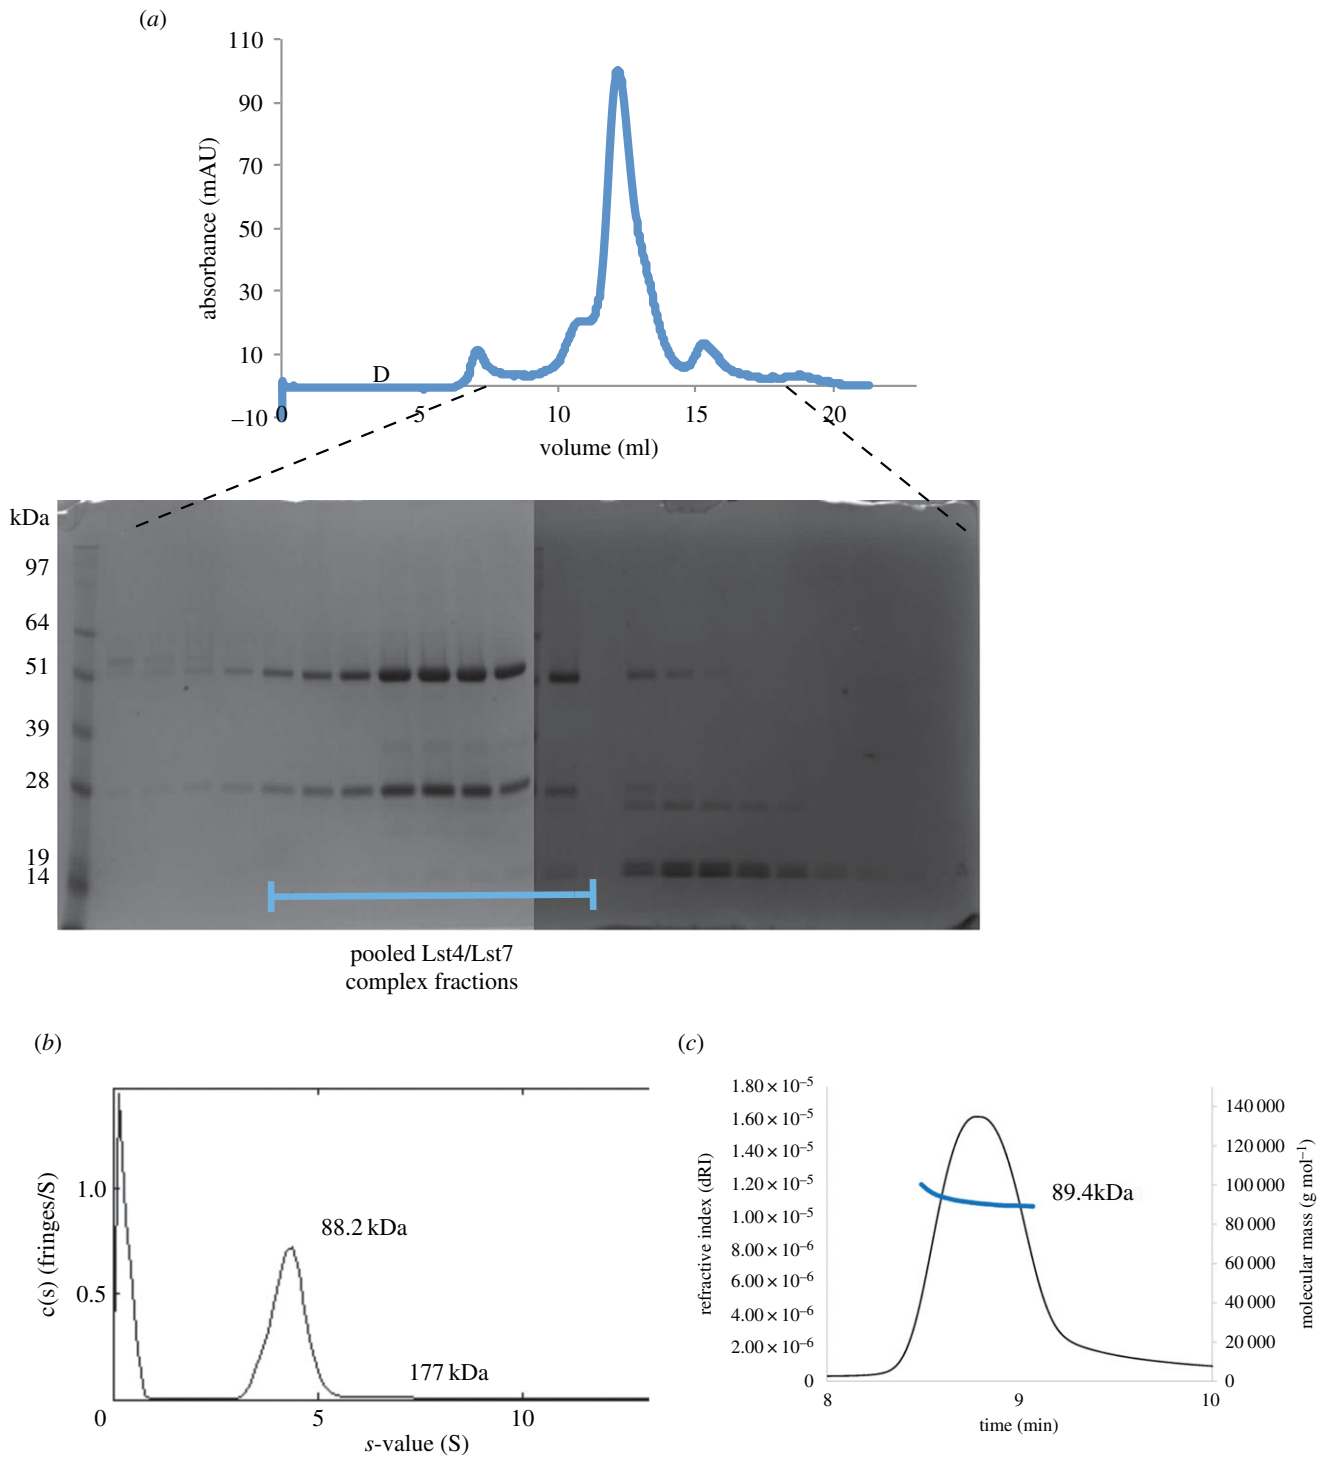 (a)
110
90
70
50
30
10
−10
absorbance (mAU)
D
0
5
10
15
20
volume (ml)
kDa
97
64
51
39
28
19
14
pooled Lst4/Lst7
complex fractions
(b)
1.0
0.5
c(s) (fringes/S)
88.2 kDa
177 kDa
0
5
10
s-value (S)
(c)
1.80 × 10⁻⁵
1.60 × 10⁻⁵
1.40 × 10⁻⁵
1.20 × 10⁻⁵
1.00 × 10⁻⁵
8.00 × 10⁻⁶
6.00 × 10⁻⁶
4.00 × 10⁻⁶
2.00 × 10⁻⁶
0
refractive index (dRI)
89.4kDa
140 000
120 000
100 000
80 000
60 000
40 000
20 000
0
molecular mass (g mol⁻¹)
8
9
10
time (min)